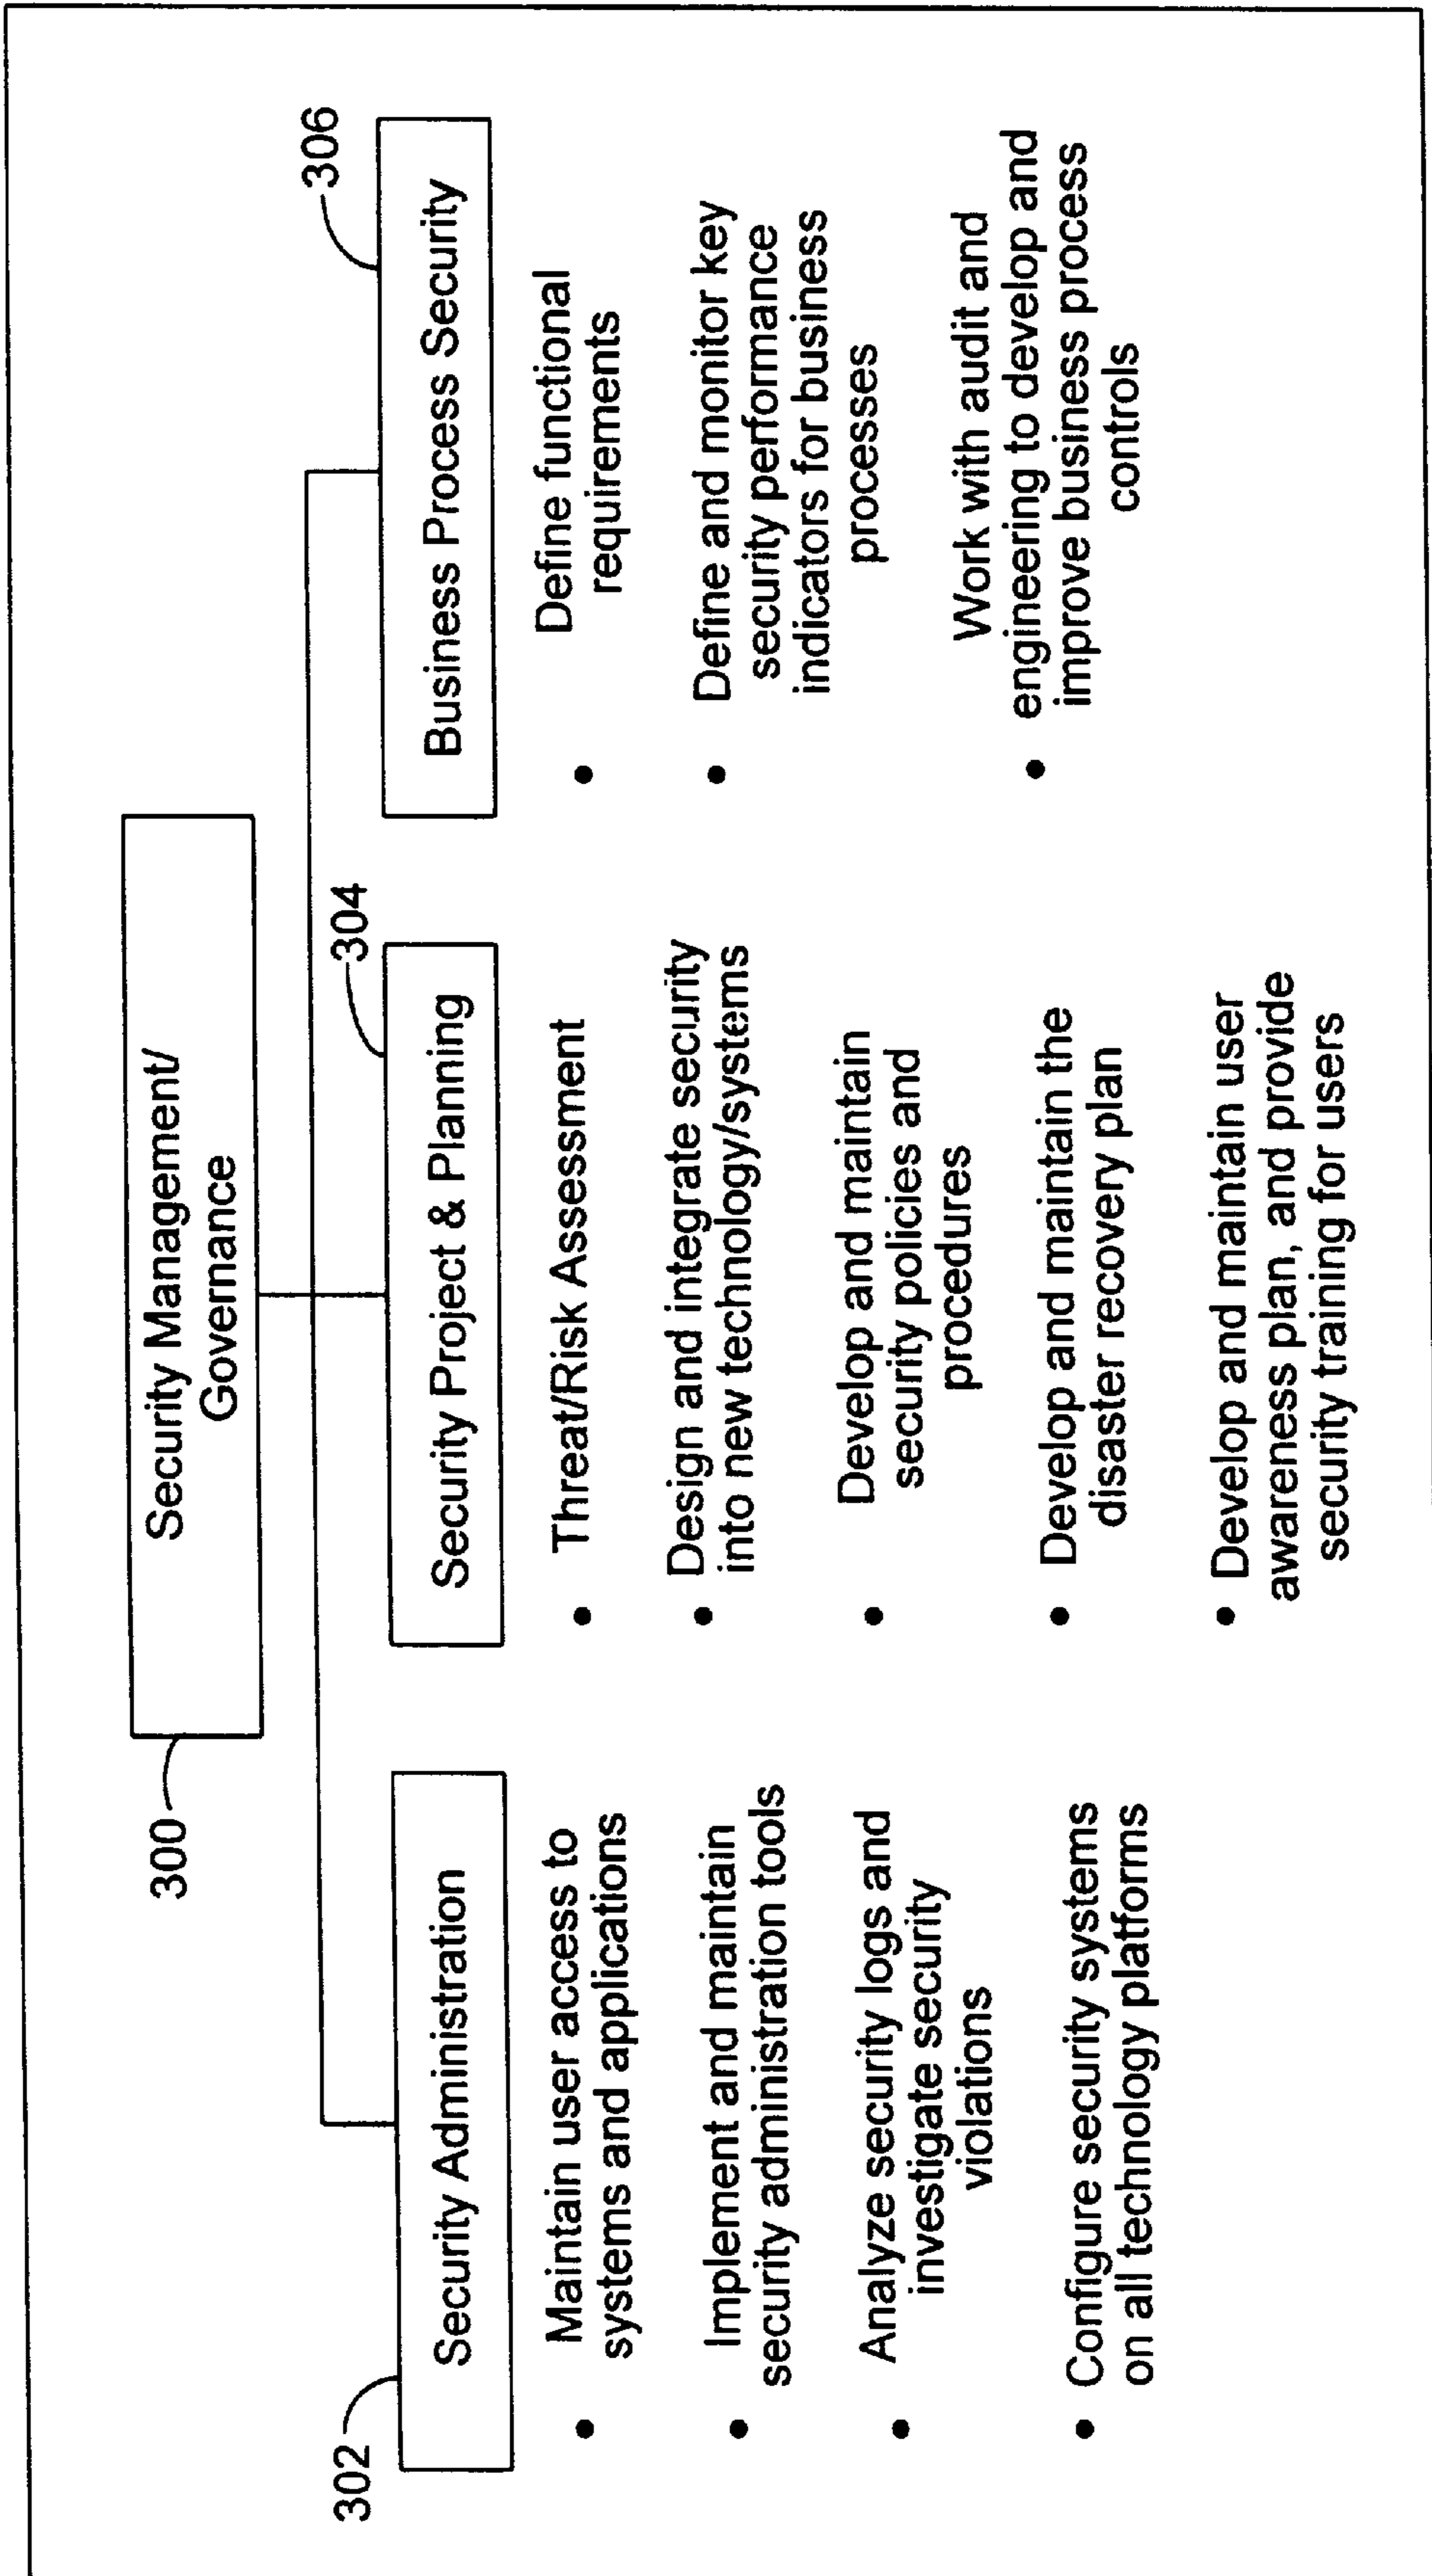 300
Security Management/
Governance
302
Security Administration
• Maintain user access to
systems and applications
• Implement and maintain
security administration tools
• Analyze security logs and
investigate security
violations
• Configure security systems
on all technology platforms
304
Security Project & Planning
• Threat/Risk Assessment
• Design and integrate security
into new technology/systems
• Develop and maintain
security policies and
procedures
• Develop and maintain the
disaster recovery plan
• Develop and maintain user
awareness plan, and provide
security training for users
306
Business Process Security
• Define functional
requirements
• Define and monitor key
security performance
indicators for business
processes
• Work with audit and
engineering to develop and
improve business process
controls